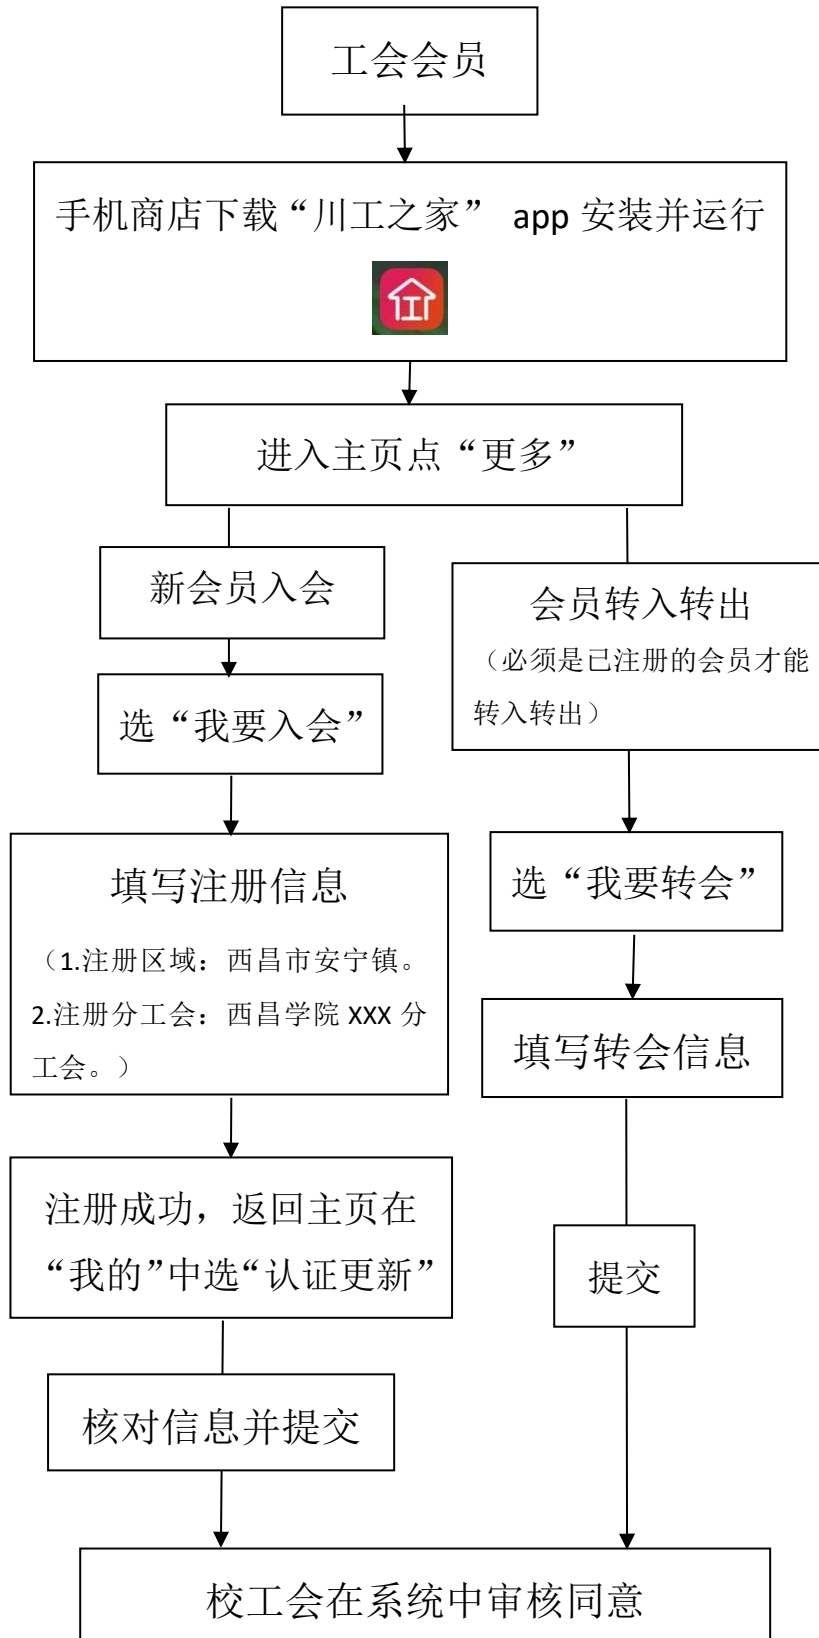 工会会员
手机商店下载“川工之家” app 安装并运行
进入主页点“更多”
新会员入会
选“我要入会”
填写注册信息
（1.注册区域：西昌市安宁镇。
2.注册分工会：西昌学院 XXX 分
工会。）
注册成功，返回主页在
“我的”中选“认证更新”
核对信息并提交
会员转入转出
（必须是已注册的会员才能
转入转出）
选“我要转会”
填写转会信息
提交
校工会在系统中审核同意